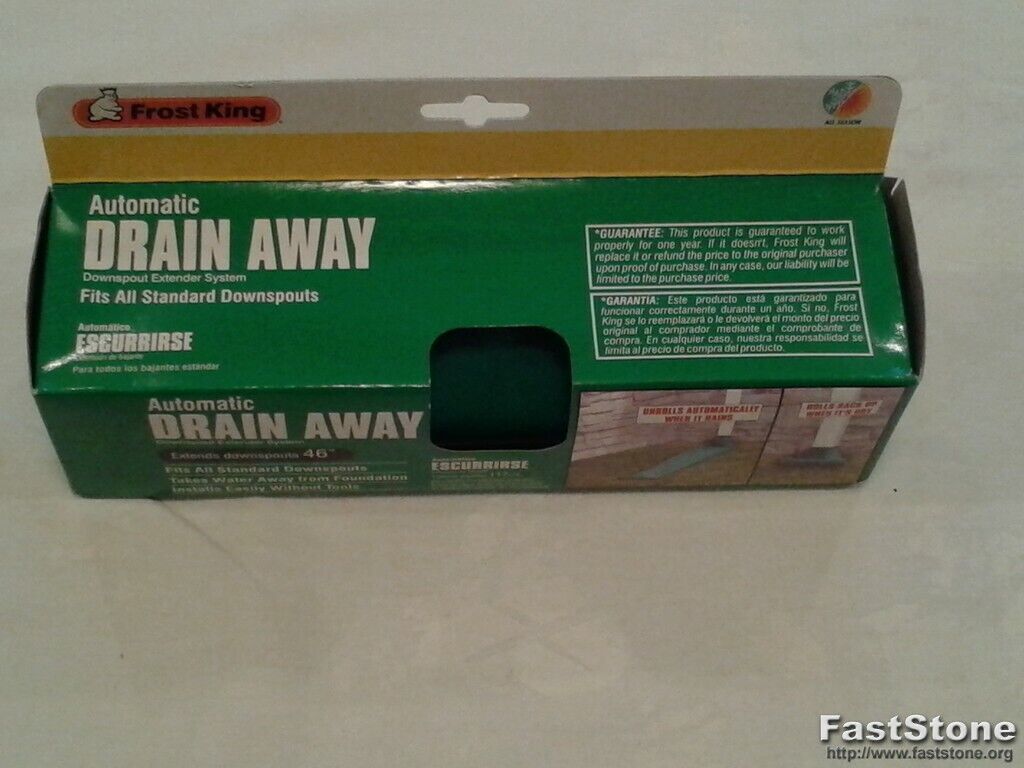 Frost King
ALL SEASON
Automatic
DRAIN AWAY
Downspout Extender System
Fits All Standard Downspouts
Automático
ESCURRIRSE
de bajante
Para todos los bajantes estándar
*GUARANTEE: This product is guaranteed to work
properly for one year. If it doesn't, Frost King will
replace it or refund the price to the original purchaser
upon proof of purchase. In any case, our liability will be
limited to the purchase price.
*GARANTÍA: Este producto está garantizado para
funcionar correctamente durante un año. Si no, Frost
King se lo reemplazará o le devolverá el monto del precio
original al comprador mediante el comprobante de
compra. En cualquier caso, nuestra responsabilidad se
limita al precio de compra del producto.
Automatic
DRAIN AWAY
Downspout Extender System
Extends downspouts 46"
Fits All Standard Downspouts
Takes Water Away from Foundation
Installs Easily Without Tools
Automático
ESCURRIRSE
UNROLLS AUTOMATICALLY
WHEN IT RAINS
ROLLS BACK UP
WHEN IT'S DRY
FastStone
http://www.faststone.org